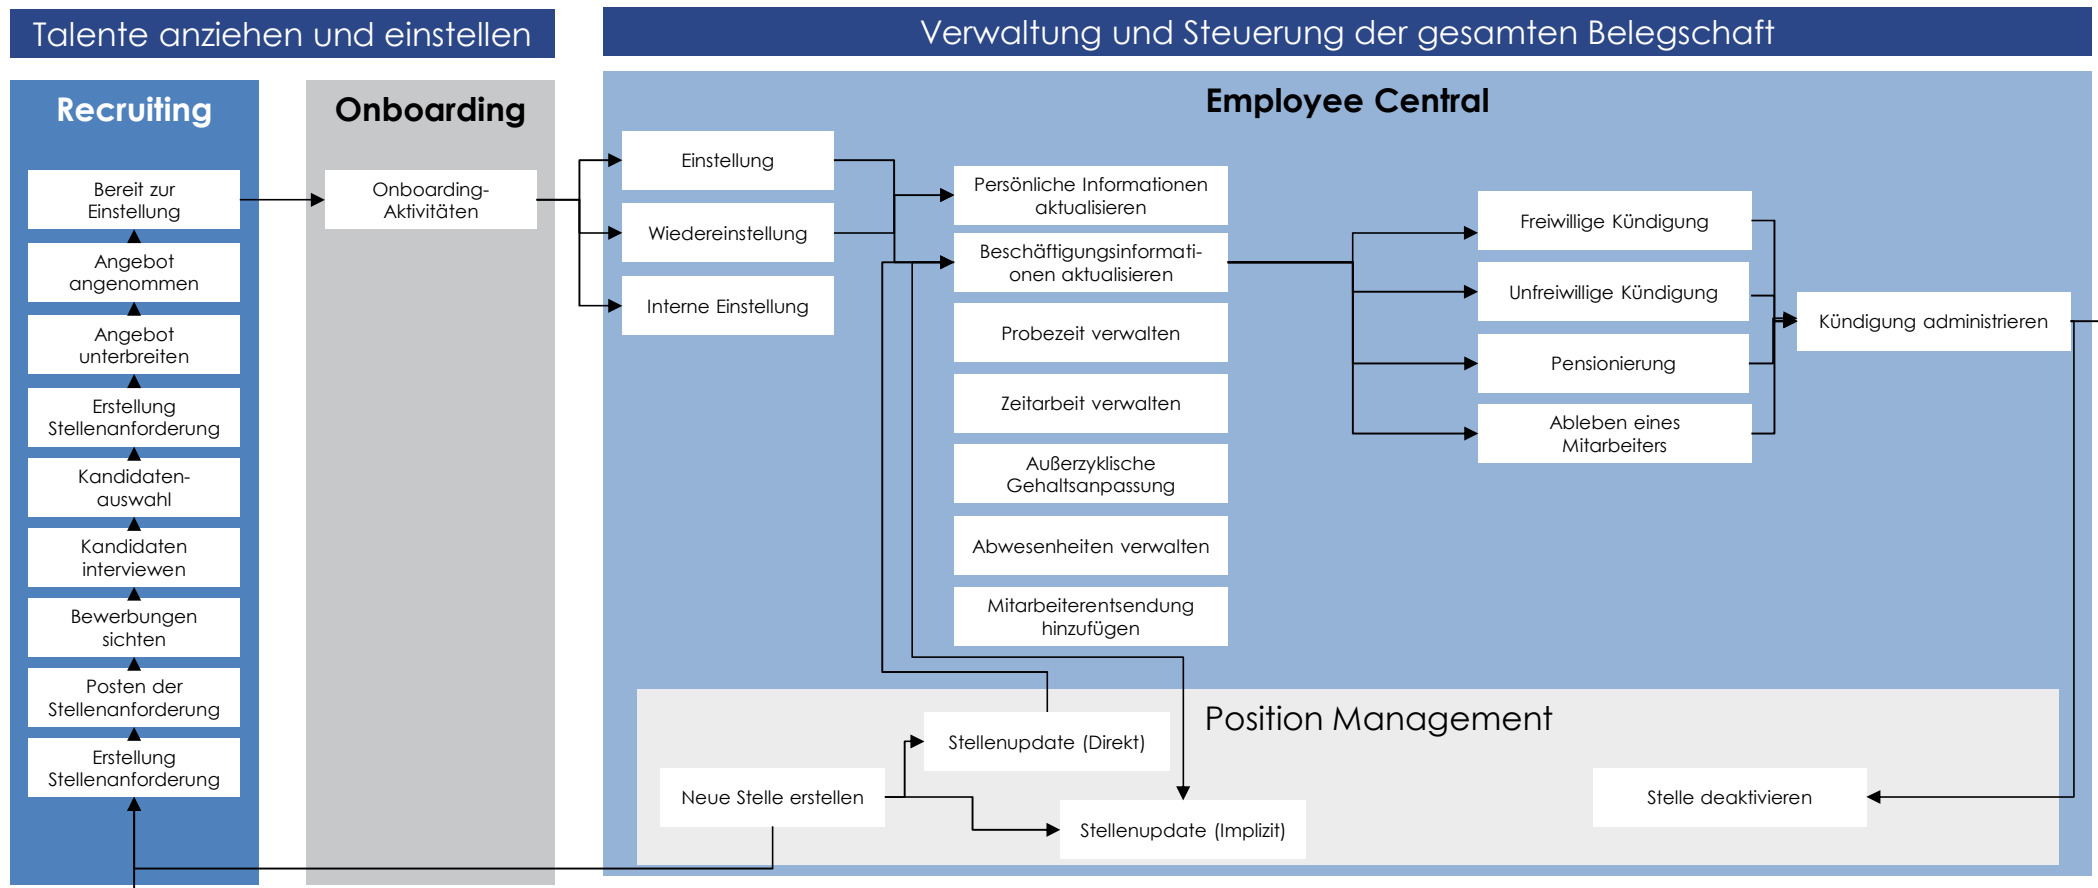 Talente anziehen und einstellen
Verwaltung und Steuerung der gesamten Belegschaft
Recruiting
Bereit zur
Einstellung
Angebot
angenommen
Angebot
unterbreiten
Erstellung
Stellenanforderung
Kandidaten-
auswahl
Kandidaten
interviewen
Bewerbungen
sichten
Posten der
Stellenanforderung
Erstellung
Stellenanforderung
Onboarding
Onboarding-
Aktivitäten
Employee Central
Einstellung
Wiedereinstellung
Interne Einstellung
Persönliche Informationen
aktualisieren
Beschäftigungsinformati-
onen aktualisieren
Probezeit verwalten
Zeitarbeit verwalten
Außerzyklische
Gehaltsanpassung
Abwesenheiten verwalten
Mitarbeiterentsendung
hinzufügen
Freiwillige Kündigung
Unfreiwillige Kündigung
Pensionierung
Ableben eines
Mitarbeiters
Kündigung administrieren
Position Management
Stellenupdate (Direkt)
Neue Stelle erstellen
Stellenupdate (Implizit)
Stelle deaktivieren